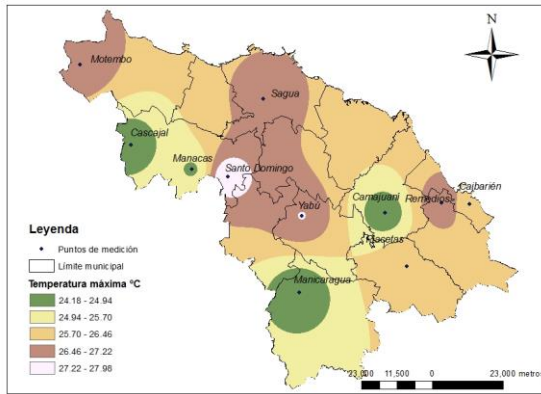 N
Motembo
Sagua
Cascajal
Manacas
Santo Domingo
Yabú
Camajuaní
Remedios
Caibarién
Placetas
Manicaragua
Leyenda
Puntos de medición
Límite municipal
Temperatura máxima ºC
24.18 - 24.94
24.94 - 25.70
25.70 - 26.46
26.46 - 27.22
27.22 - 27.98
23,000 11,500 0 23,000 metros